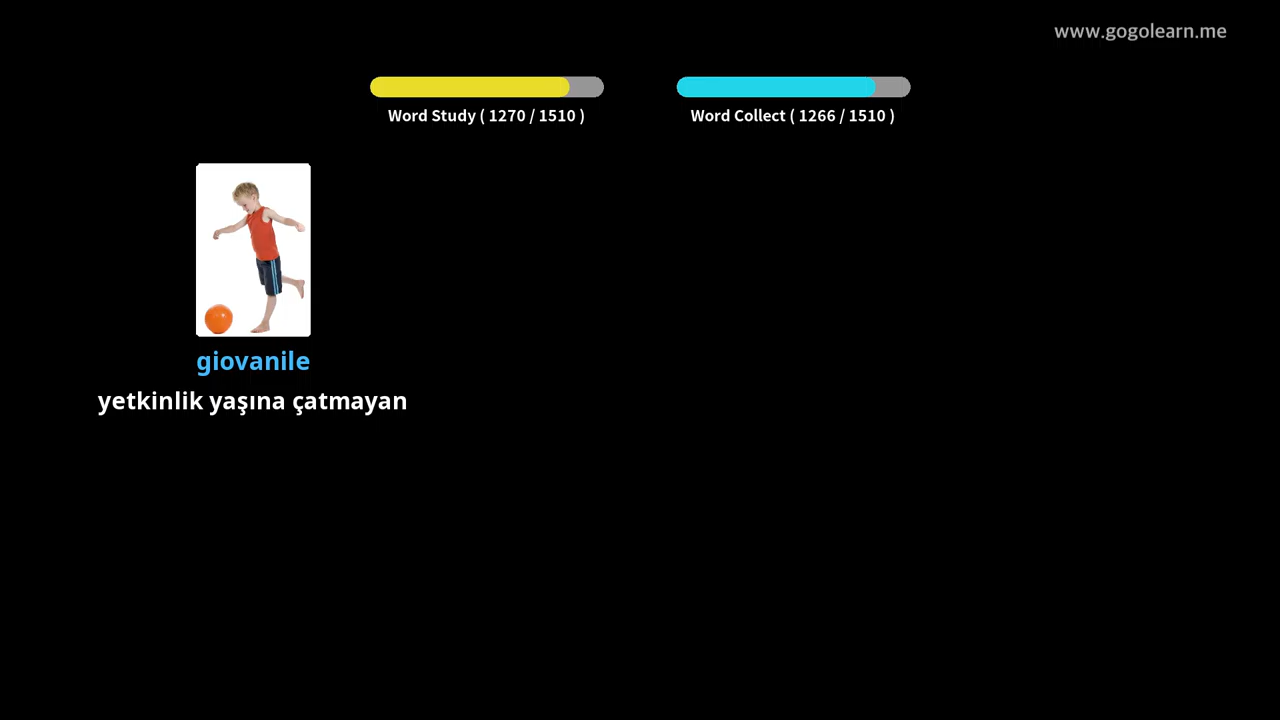 www.gogolearn.me
Word Study ( 1270 / 1510 )
Word Collect ( 1266 / 1510 )
giovanile
yetkinlik yaşına çatmayan